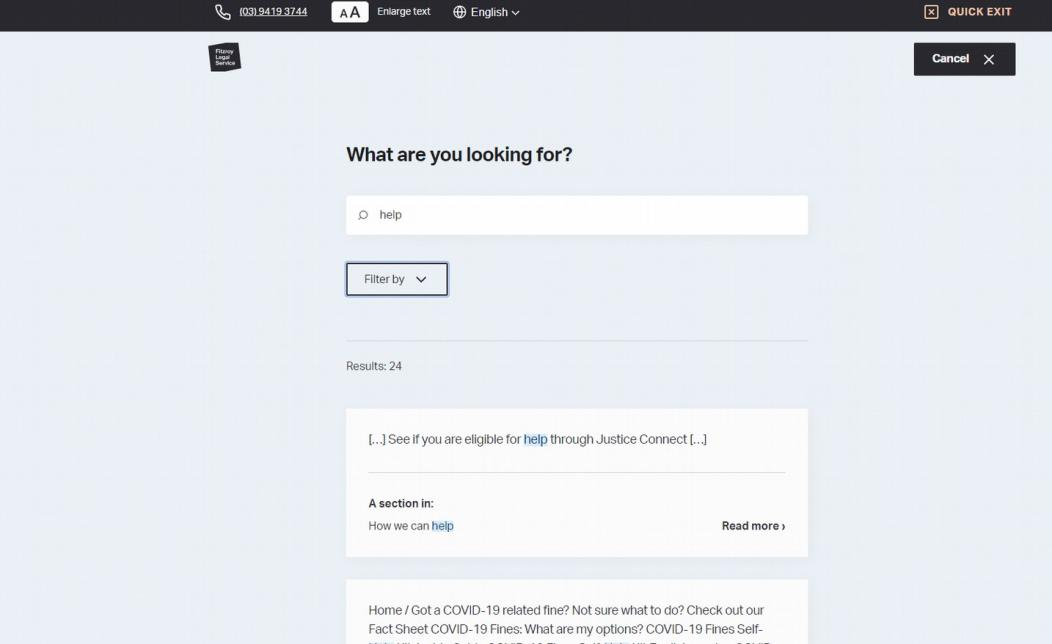 (03) 9419 3744
AA Enlarge text
English
QUICK EXIT
Fitzroy
Legal
Service
Cancel
What are you looking for?
help
Filter by
Results: 24
[...] See if you are eligible for help through Justice Connect [...]
A section in:
How we can help
Read more ›
Home / Got a COVID-19 related fine? Not sure what to do? Check out our
Fact Sheet COVID-19 Fines: What are my options? COVID-19 Fines Self-